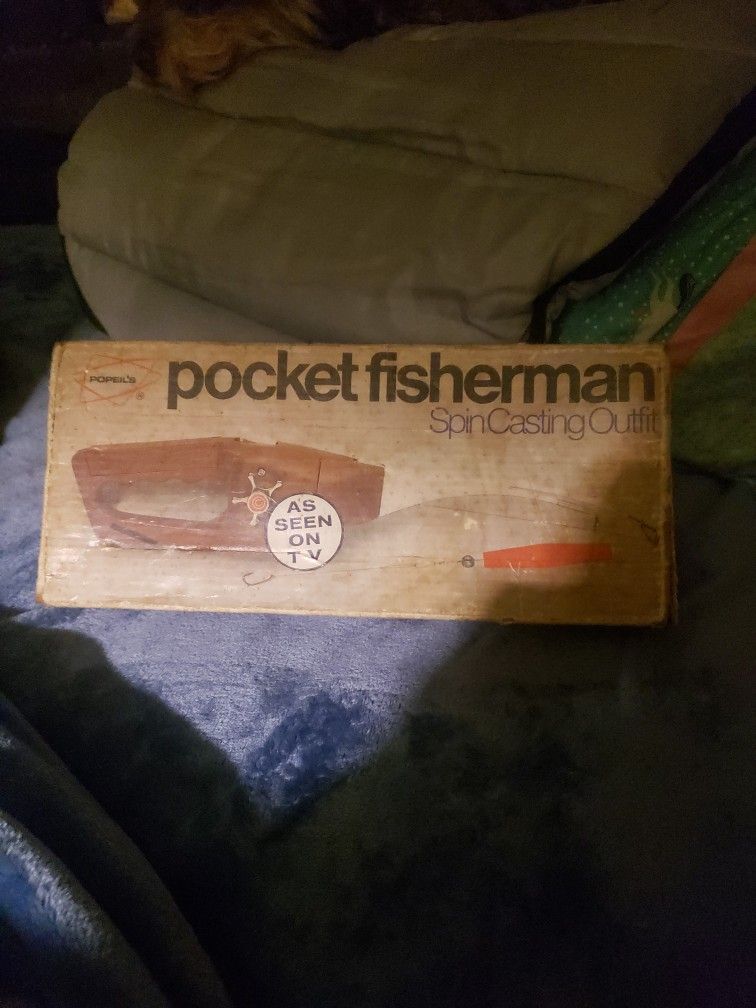 POPEIL'S
®
pocket fisherman
Spin Casting Outfit
AS
SEEN
ON
TV